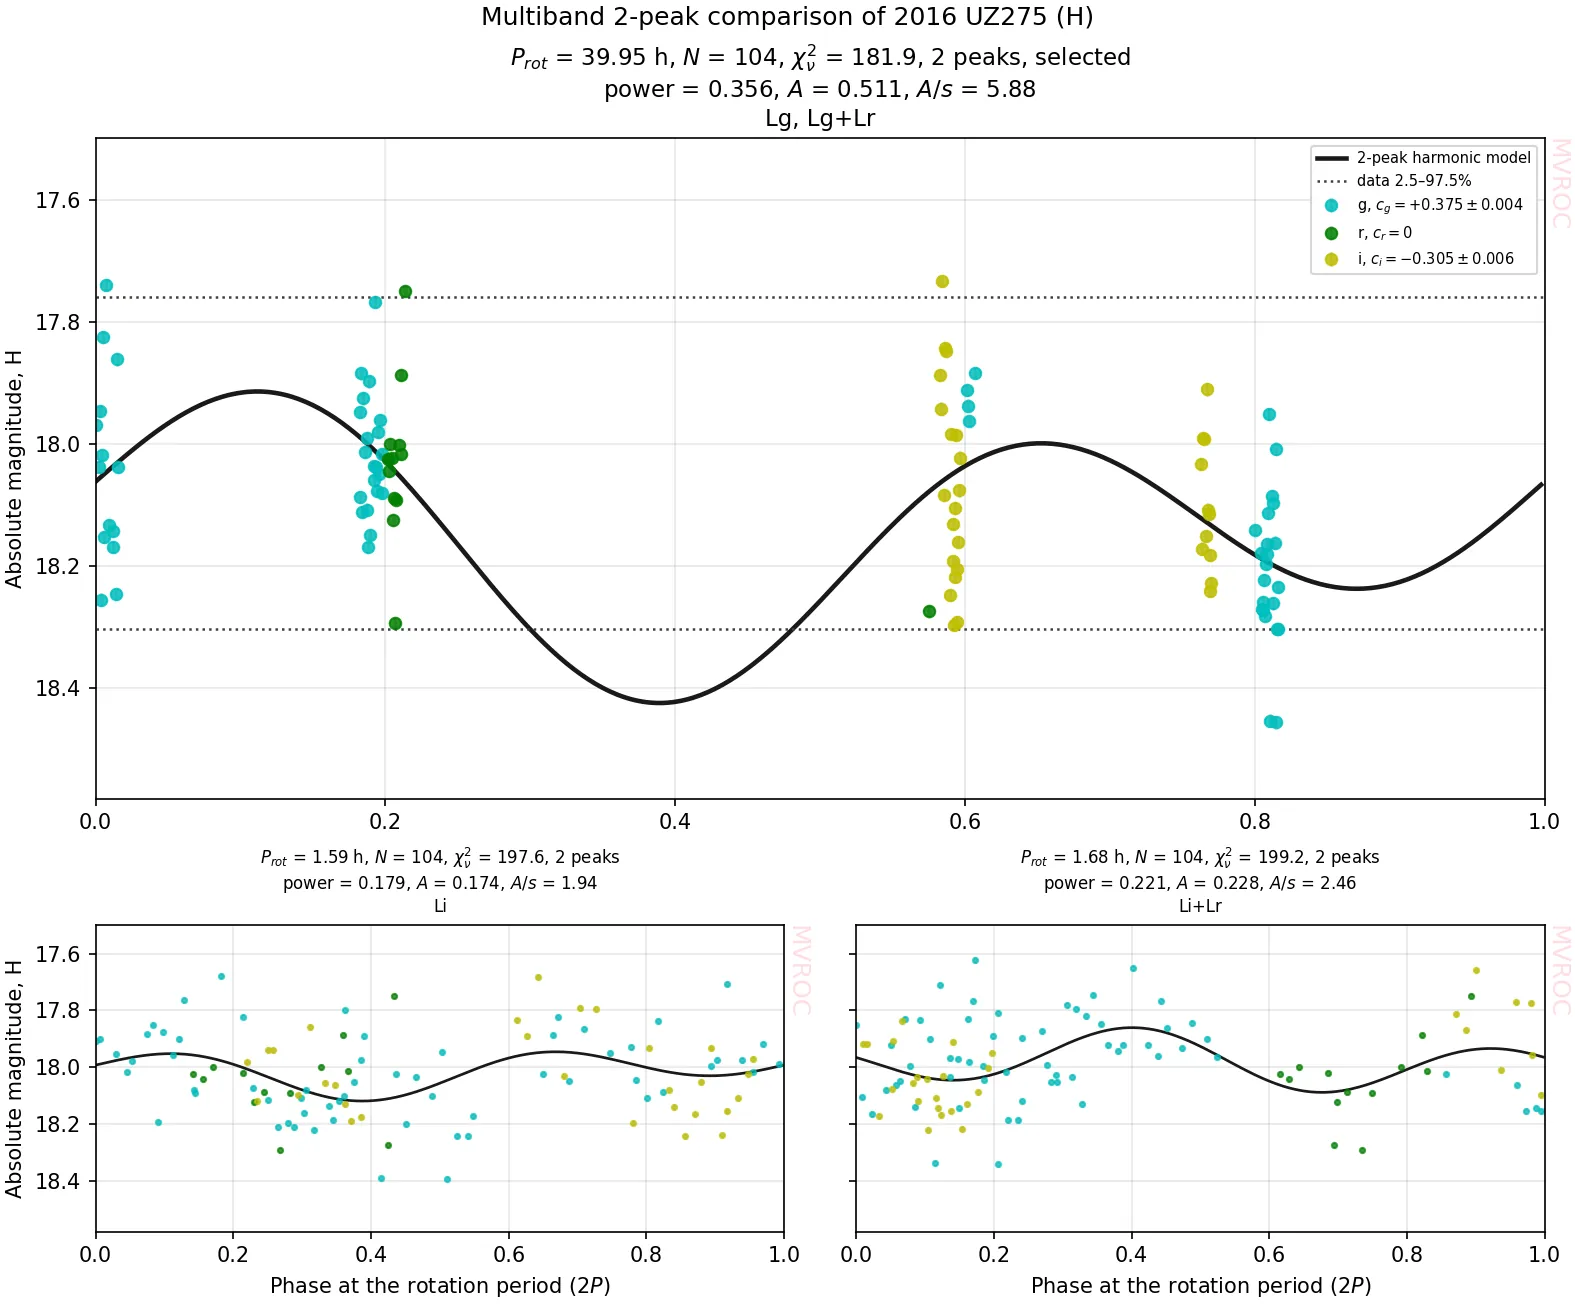 Multiband 2-peak comparison of 2016 UZ275 (H)
P_rot = 39.95 h, N = 104, χ²_ν = 181.9, 2 peaks, selected
power = 0.356, A = 0.511, A/s = 5.88
Lg, Lg+Lr
2-peak harmonic model
data 2.5–97.5%
g, c_g = +0.375 ± 0.004
r, c_r = 0
i, c_i = −0.305 ± 0.006
MVROC
Absolute magnitude, H
17.6
17.8
18.0
18.2
18.4
0.0 0.2 0.4 0.6 0.8 1.0
P_rot = 1.59 h, N = 104, χ²_ν = 197.6, 2 peaks
power = 0.179, A = 0.174, A/s = 1.94
Li
MVROC
Absolute magnitude, H
17.6
17.8
18.0
18.2
18.4
0.0 0.2 0.4 0.6 0.8 1.0
Phase at the rotation period (2P)
P_rot = 1.68 h, N = 104, χ²_ν = 199.2, 2 peaks
power = 0.221, A = 0.228, A/s = 2.46
Li+Lr
MVROC
0.0 0.2 0.4 0.6 0.8 1.0
Phase at the rotation period (2P)